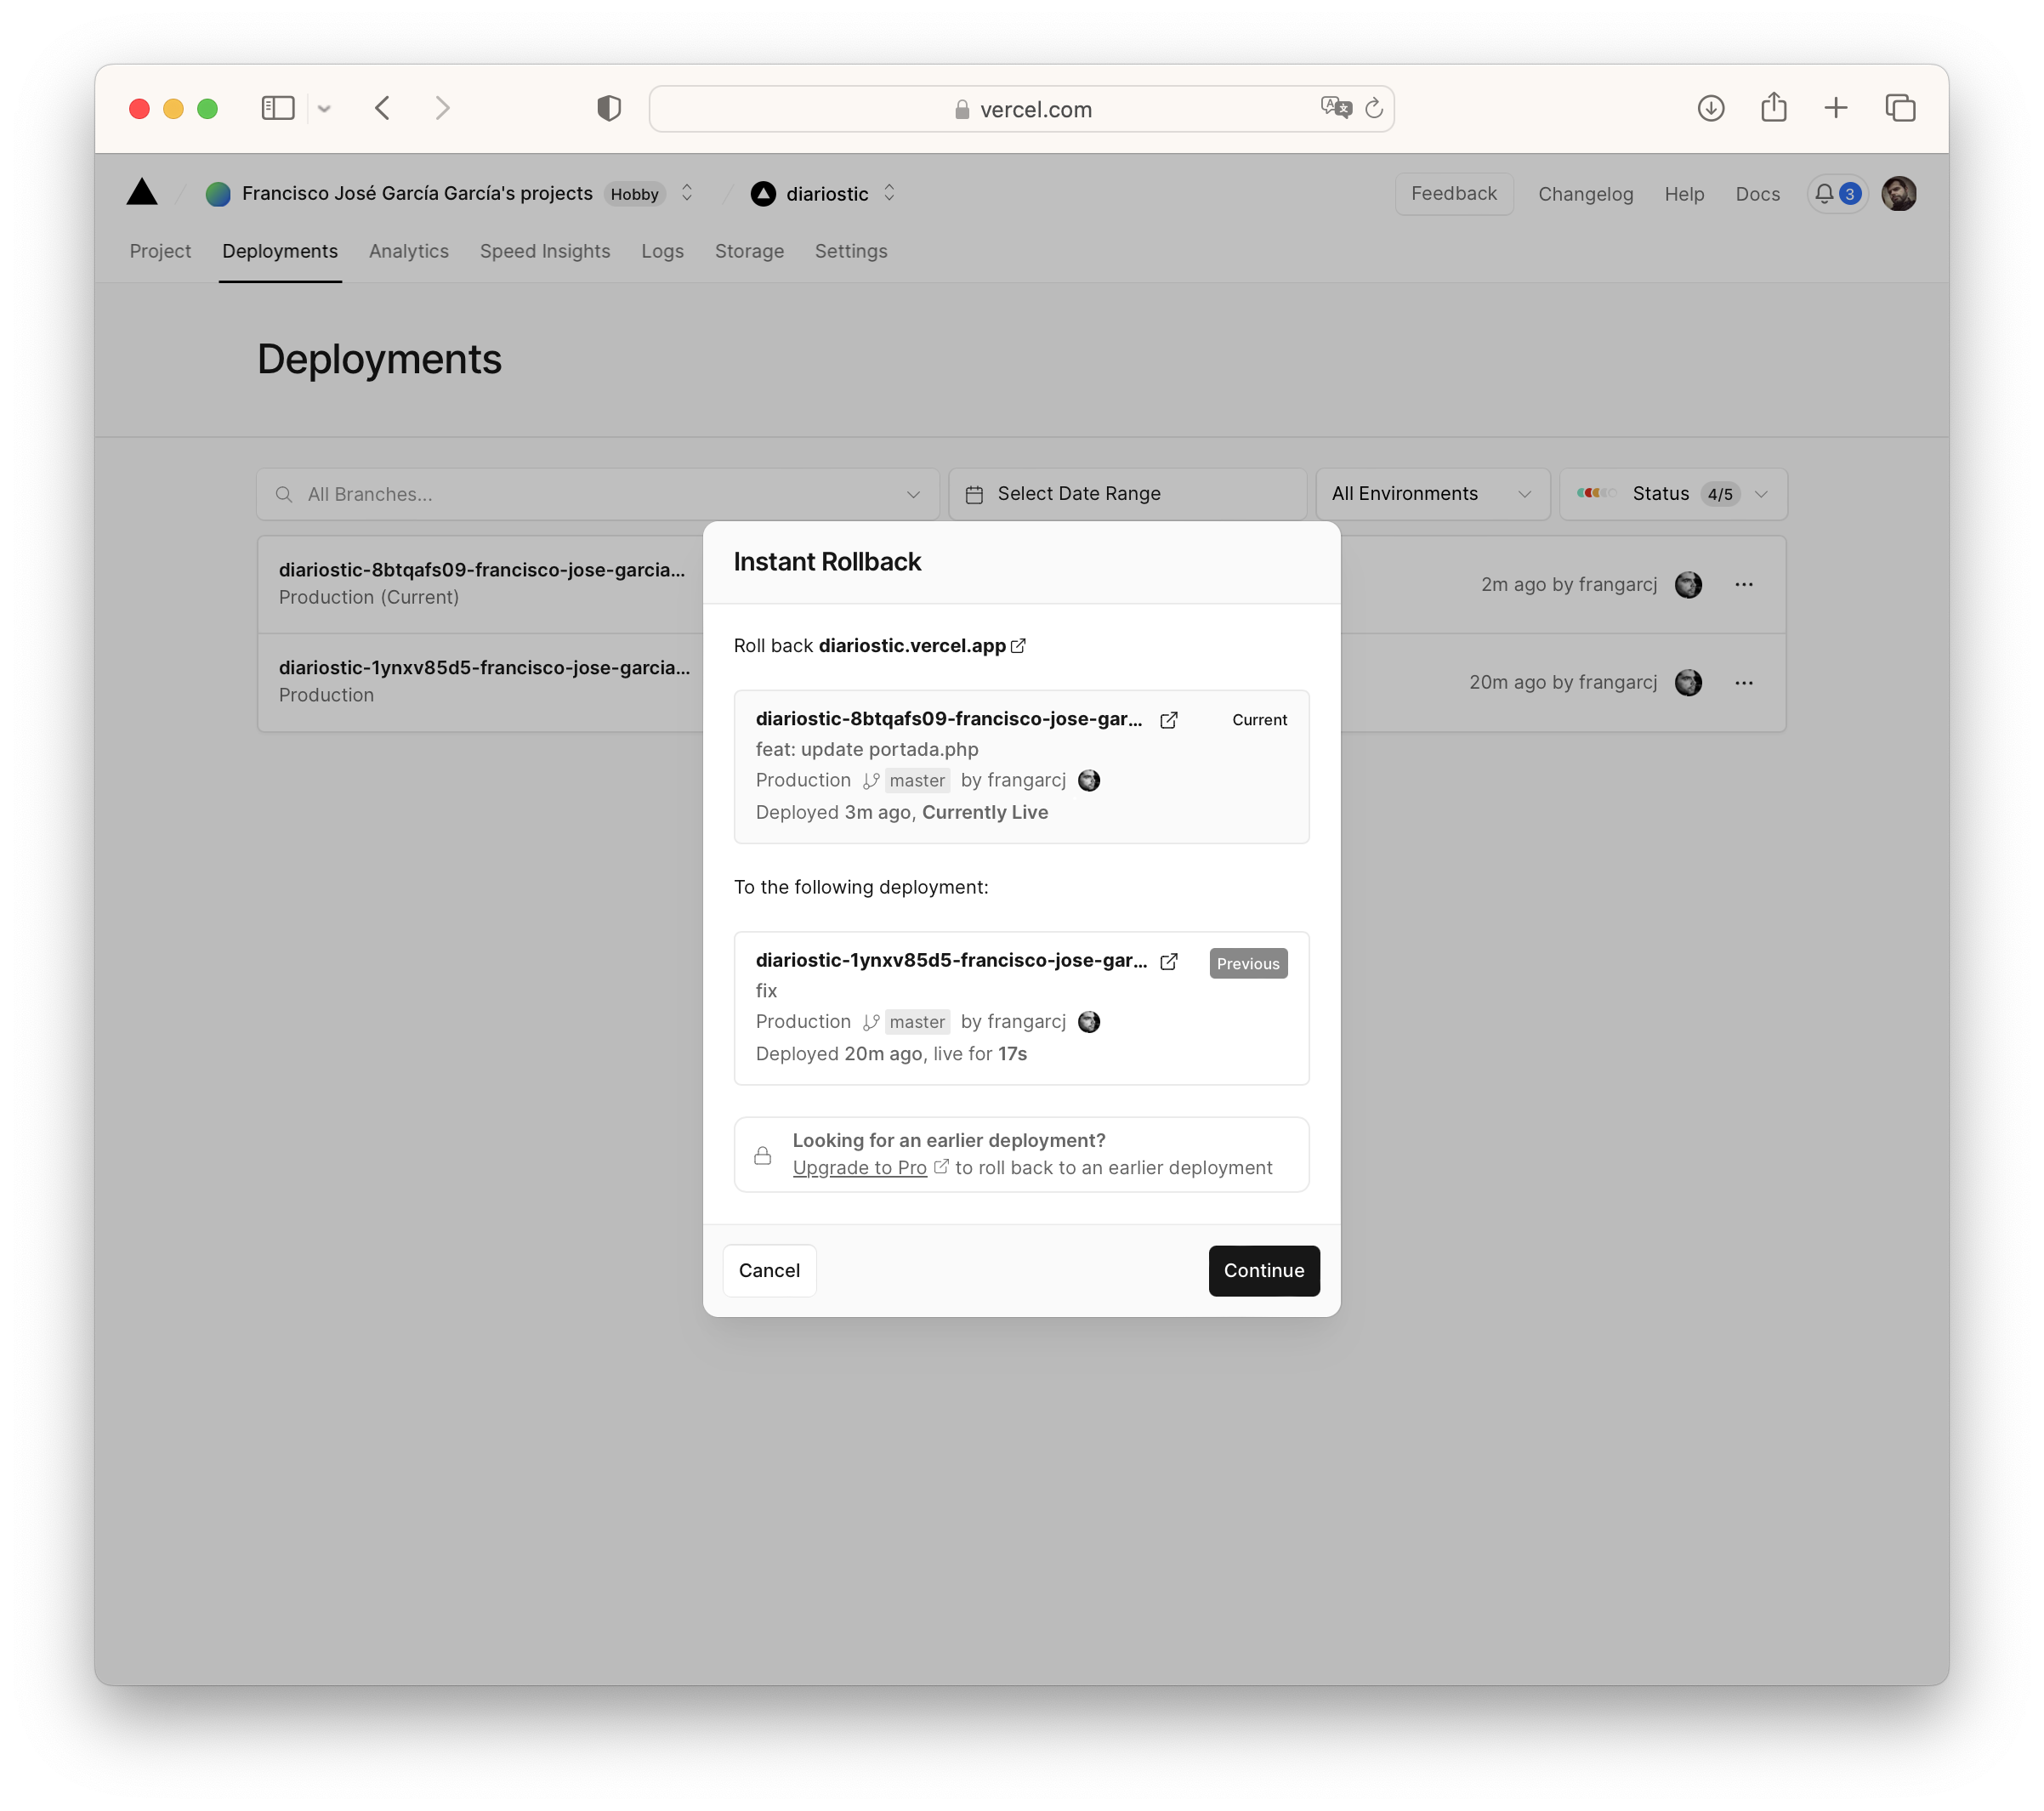 vercel.com
Francisco José García García's projects Hobby diariostic Feedback Changelog Help Docs 3
Project Deployments Analytics Speed Insights Logs Storage Settings
Deployments
All Branches... Select Date Range All Environments Status 4/5
diariostic-8btqafs09-francisco-jose-garcia... 2m ago by frangarcj
Production (Current)
diariostic-1ynxv85d5-francisco-jose-garcia... 20m ago by frangarcj
Production
Instant Rollback
Roll back diariostic.vercel.app
diariostic-8btqafs09-francisco-jose-gar... Current
feat: update portada.php
Production master by frangarcj
Deployed 3m ago, Currently Live
To the following deployment:
diariostic-1ynxv85d5-francisco-jose-gar... Previous
fix
Production master by frangarcj
Deployed 20m ago, live for 17s
Looking for an earlier deployment?
Upgrade to Pro to roll back to an earlier deployment
Cancel Continue